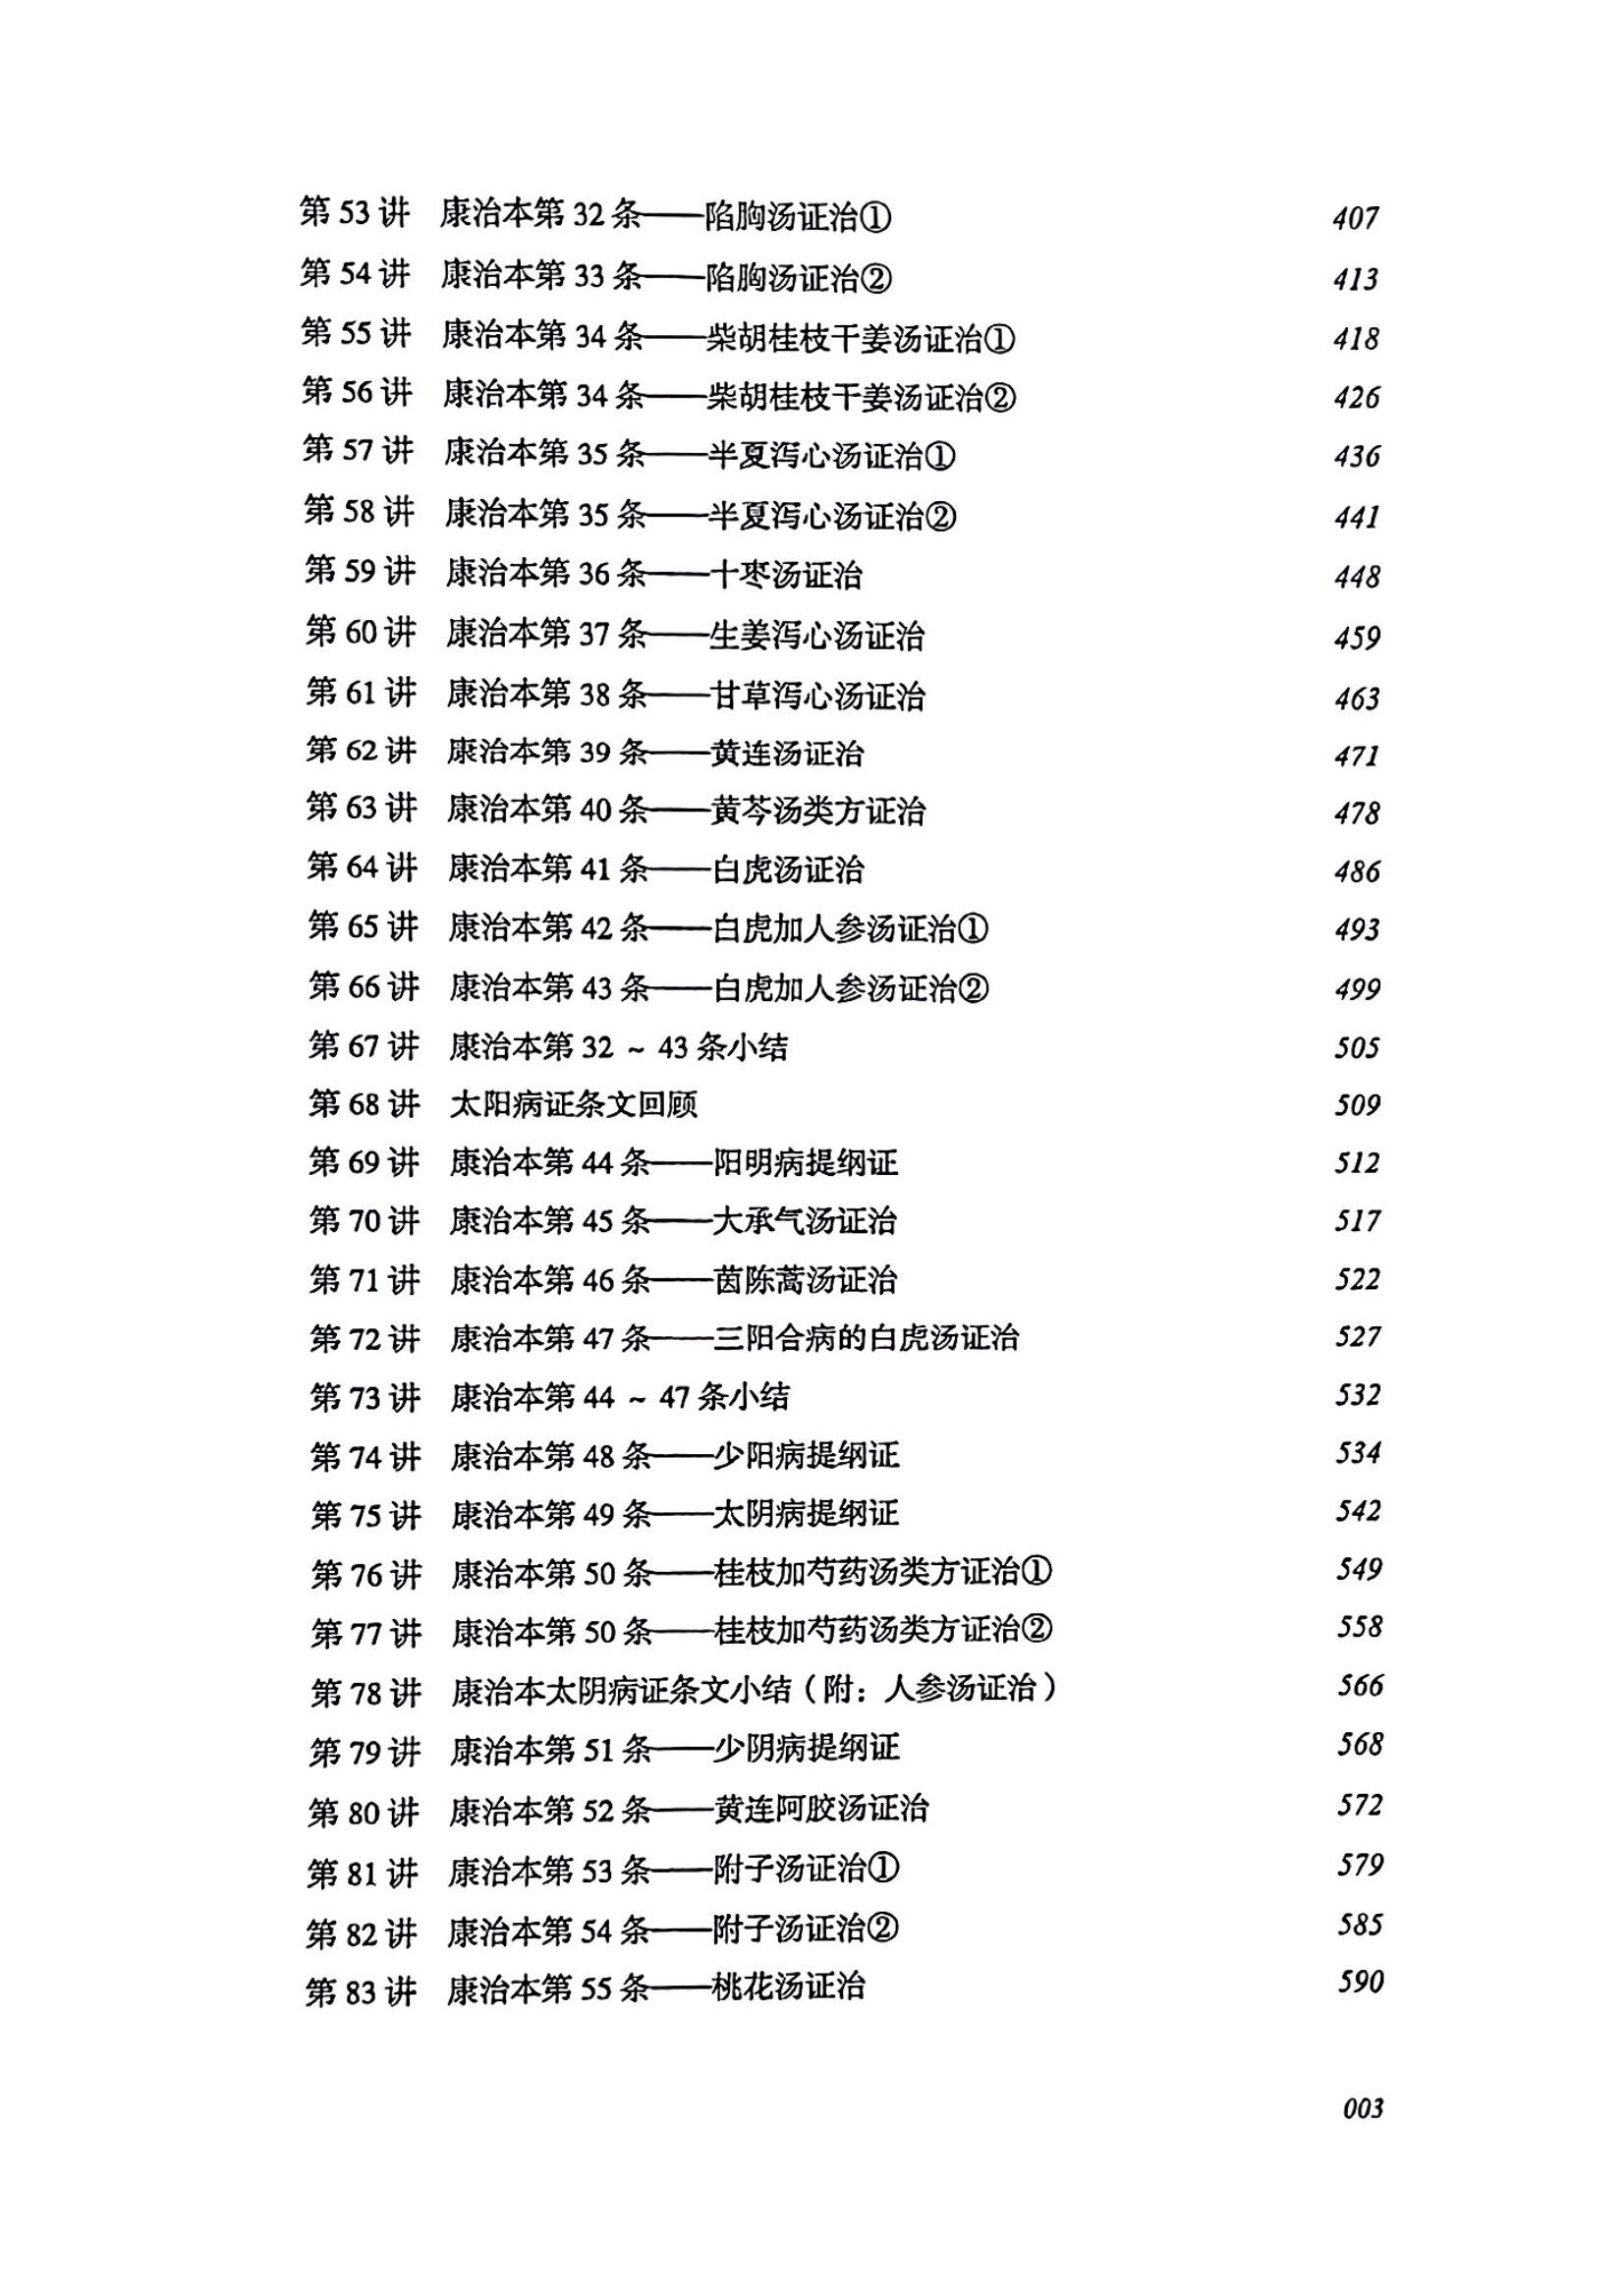 第 53 讲 康治本第 32 条——陷胸汤证治① 407
第 54 讲 康治本第 33 条——陷胸汤证治② 413
第 55 讲 康治本第 34 条——柴胡桂枝干姜汤证治① 418
第 56 讲 康治本第 34 条——柴胡桂枝干姜汤证治② 426
第 57 讲 康治本第 35 条——半夏泻心汤证治① 436
第 58 讲 康治本第 35 条——半夏泻心汤证治② 441
第 59 讲 康治本第 36 条——十枣汤证治 448
第 60 讲 康治本第 37 条——生姜泻心汤证治 459
第 61 讲 康治本第 38 条——甘草泻心汤证治 463
第 62 讲 康治本第 39 条——黄连汤证治 471
第 63 讲 康治本第 40 条——黄芩汤类方证治 478
第 64 讲 康治本第 41 条——白虎汤证治 486
第 65 讲 康治本第 42 条——白虎加人参汤证治① 493
第 66 讲 康治本第 43 条——白虎加人参汤证治② 499
第 67 讲 康治本第 32 ~ 43 条小结 505
第 68 讲 太阳病证条文回顾 509
第 69 讲 康治本第 44 条——阳明病提纲证 512
第 70 讲 康治本第 45 条——大承气汤证治 517
第 71 讲 康治本第 46 条——茵陈蒿汤证治 522
第 72 讲 康治本第 47 条——三阳合病的白虎汤证治 527
第 73 讲 康治本第 44 ~ 47 条小结 532
第 74 讲 康治本第 48 条——少阳病提纲证 534
第 75 讲 康治本第 49 条——太阴病提纲证 542
第 76 讲 康治本第 50 条——桂枝加芍药汤类方证治① 549
第 77 讲 康治本第 50 条——桂枝加芍药汤类方证治② 558
第 78 讲 康治本太阴病证条文小结（附：人参汤证治） 566
第 79 讲 康治本第 51 条——少阴病提纲证 568
第 80 讲 康治本第 52 条——黄连阿胶汤证治 572
第 81 讲 康治本第 53 条——附子汤证治① 579
第 82 讲 康治本第 54 条——附子汤证治② 585
第 83 讲 康治本第 55 条——桃花汤证治 590
003